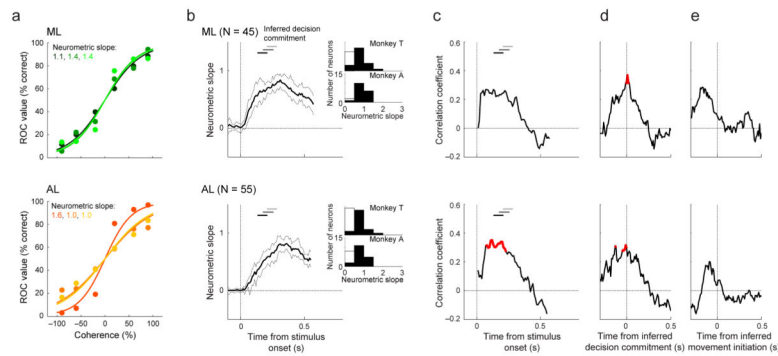 a
b
c
d
e
ML
ML (N = 45)
Inferred decision
commitment
Neurometric slope:
1.1, 1.4, 1.4
ROC value (% correct)
100
80
60
40
20
0
Neurometric slope
1
0
Number of neurons
Monkey T
15
0
Monkey A
0 1 2 3
Neurometric slope
Correlation coefficient
0.6
0.4
0.2
0
−0.2
AL
AL (N = 55)
Neurometric slope:
1.6, 1.0, 1.0
ROC value (% correct)
100
80
60
40
20
0
−100 −50 0 50 100
Coherence (%)
Neurometric slope
1
0
0 0.5
Time from stimulus
onset (s)
Number of neurons
Monkey T
15
0
Monkey A
0 1 2 3
Neurometric slope
Correlation coefficient
0.6
0.4
0.2
0
−0.2
0 0.5
Time from stimulus
onset (s)
0 0.5
Time from inferred
decision commitment (s)
0 0.5
Time from inferred
movement initiation (s)